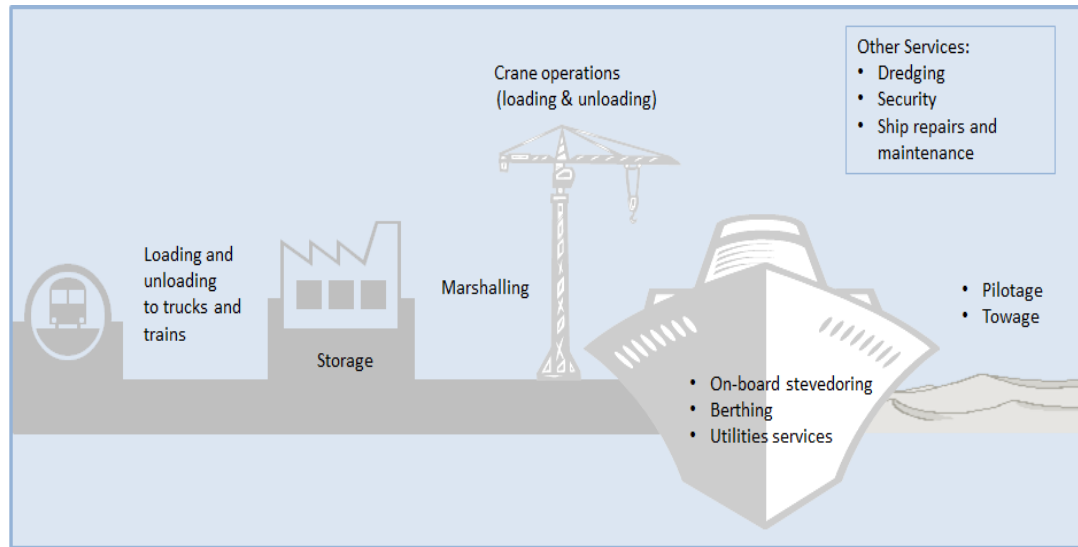 Other Services:
• Dredging
• Security
• Ship repairs and
maintenance
Crane operations
(loading & unloading)
Loading and
unloading
to trucks and
trains
Storage
Marshalling
• On-board stevedoring
• Berthing
• Utilities services
• Pilotage
• Towage